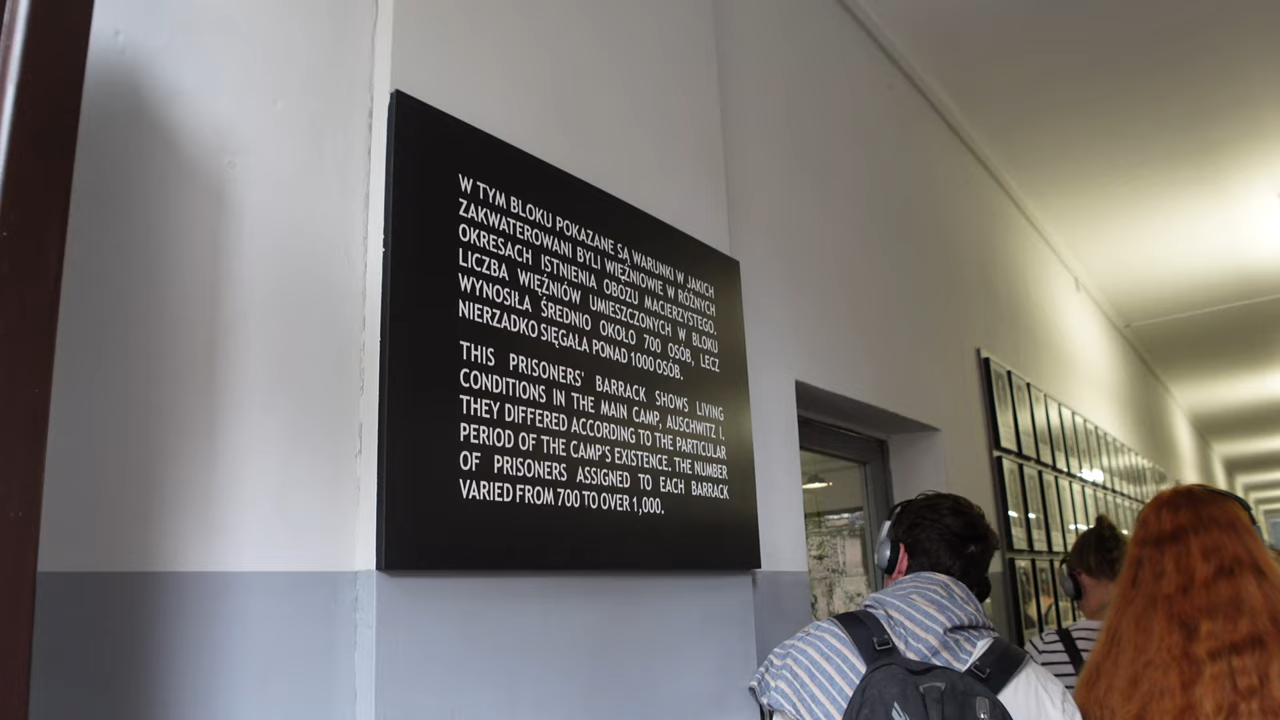 W TYM BLOKU POKAZANE SĄ WARUNKI W JAKICH
ZAKWATEROWANI BYLI WIĘŹNIOWIE W RÓŻNYCH
OKRESACH ISTNIENIA OBOZU MACIERZYSTEGO.
LICZBA WIĘŹNIÓW UMIESZCZONYCH W BLOKU
WYNOSIŁA ŚREDNIO OKOŁO 700 OSÓB, LECZ
NIERZADKO SIĘGAŁA PONAD 1000 OSÓB.
THIS PRISONERS' BARRACK SHOWS LIVING
CONDITIONS IN THE MAIN CAMP, AUSCHWITZ I.
THEY DIFFERED ACCORDING TO THE PARTICULAR
PERIOD OF THE CAMP'S EXISTENCE. THE NUMBER
OF PRISONERS ASSIGNED TO EACH BARRACK
VARIED FROM 700 TO OVER 1,000.